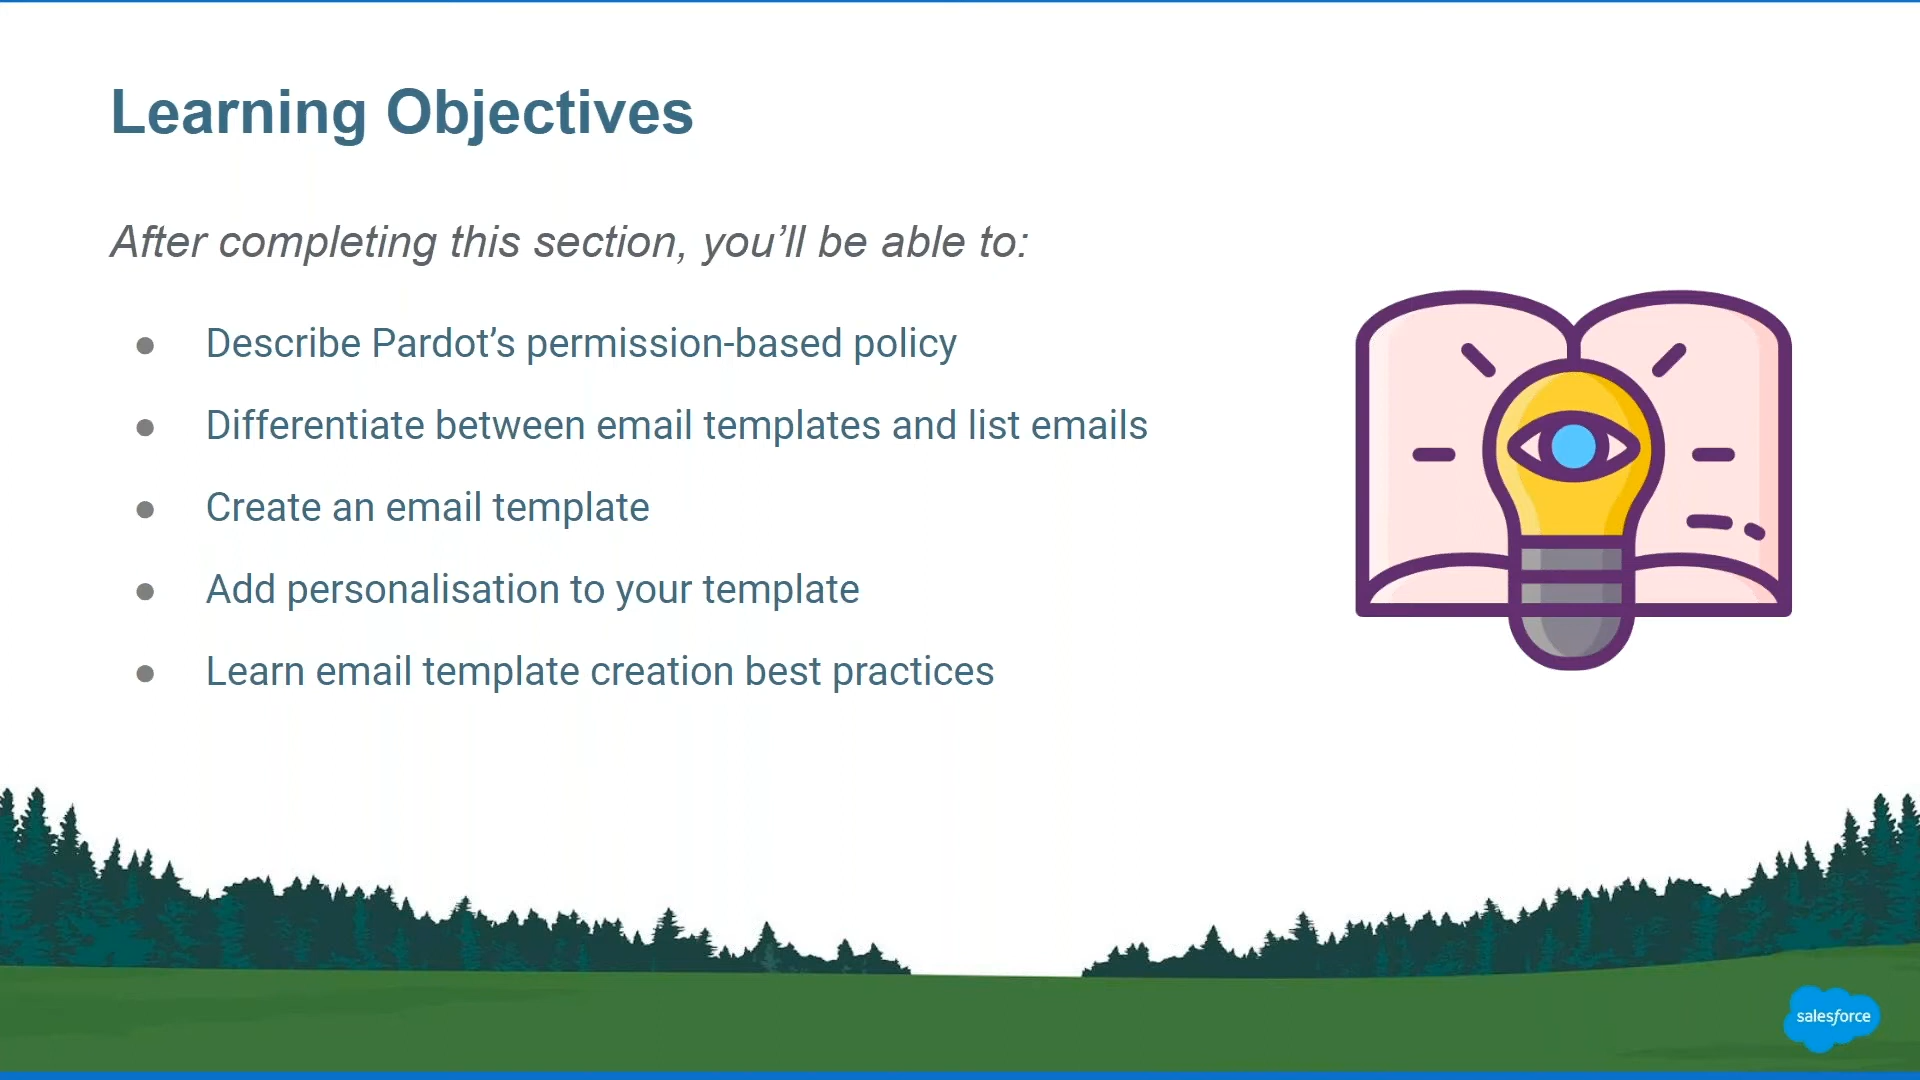 Learning Objectives
After completing this section, you’ll be able to:
● Describe Pardot’s permission-based policy
● Differentiate between email templates and list emails
● Create an email template
● Add personalisation to your template
● Learn email template creation best practices
salesforce